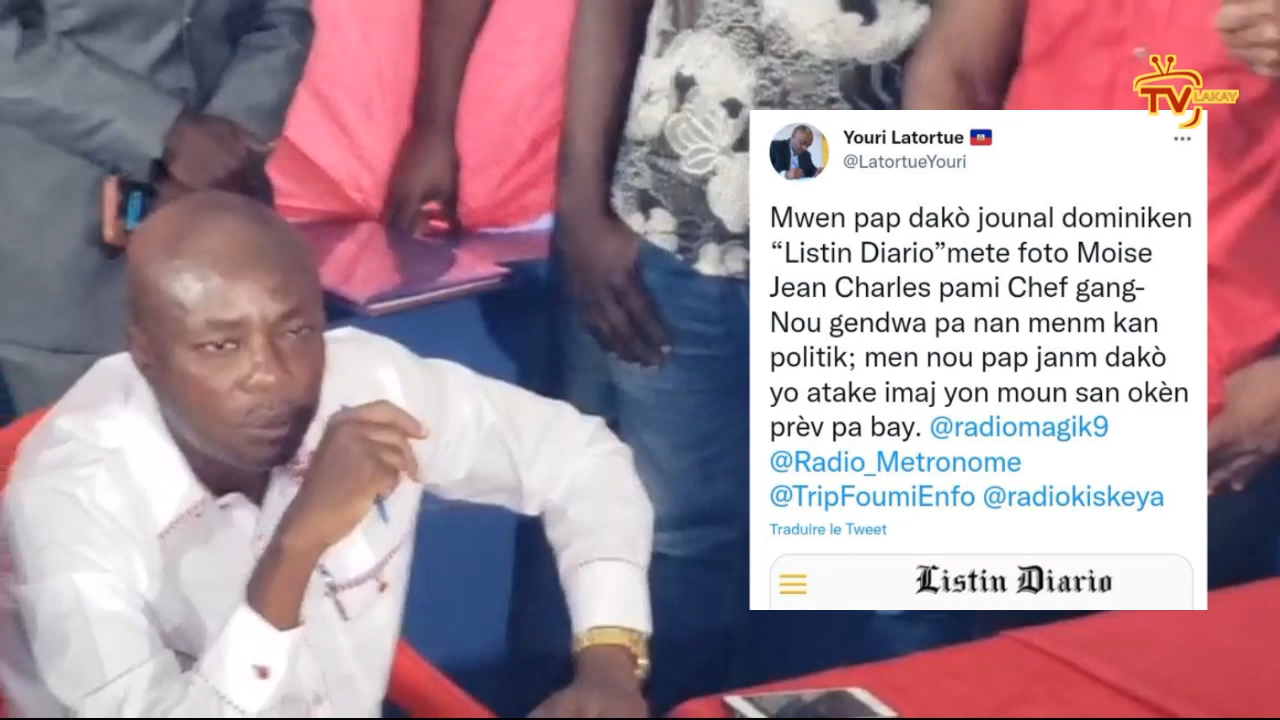 TV LAKAY
Youri Latortue
@LatortueYouri
Mwen pap dakò jounal dominiken
“Listin Diario”mete foto Moise
Jean Charles pami Chef gang-
Nou gendwa pa nan menm kan
politik; men nou pap janm dakò
yo atake imaj yon moun san okèn
prèv pa bay. @radiomagik9
@Radio_Metronome
@TripFoumiEnfo @radiokiskeya
Traduire le Tweet
Listin Diario